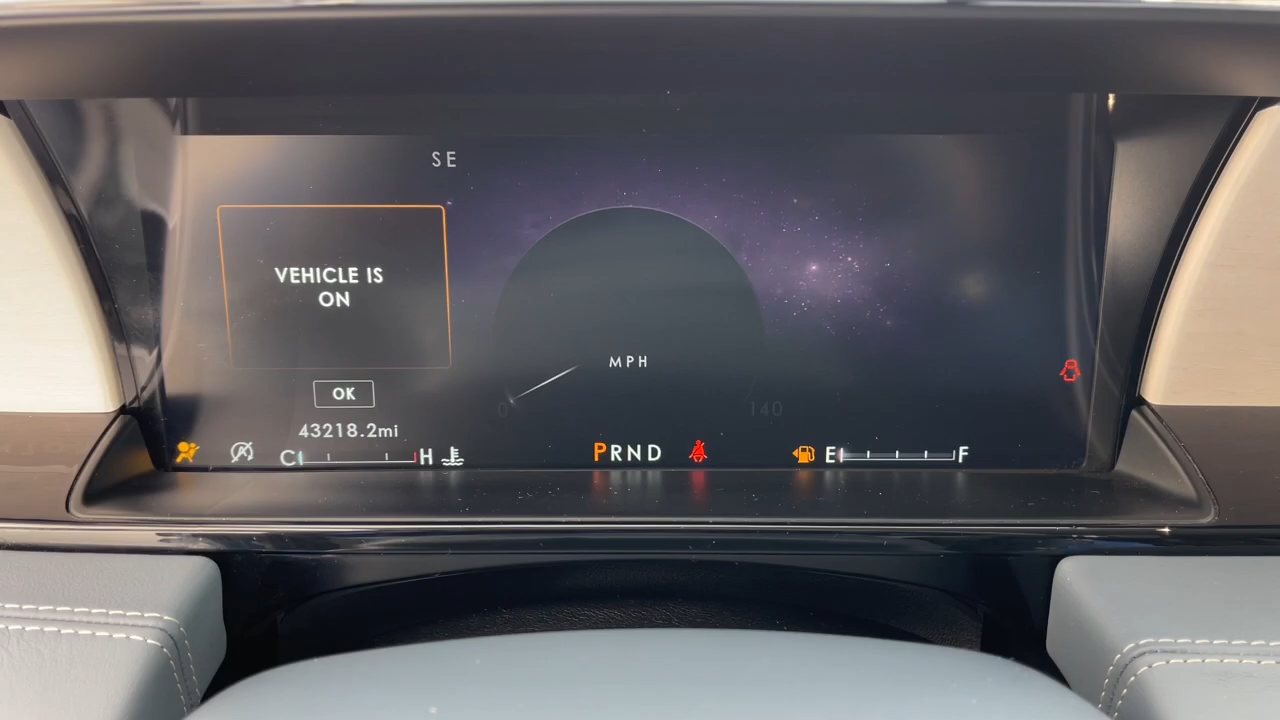 SE
VEHICLE IS
ON
MPH
OK
0 140
43218.2mi
C H PRND E F